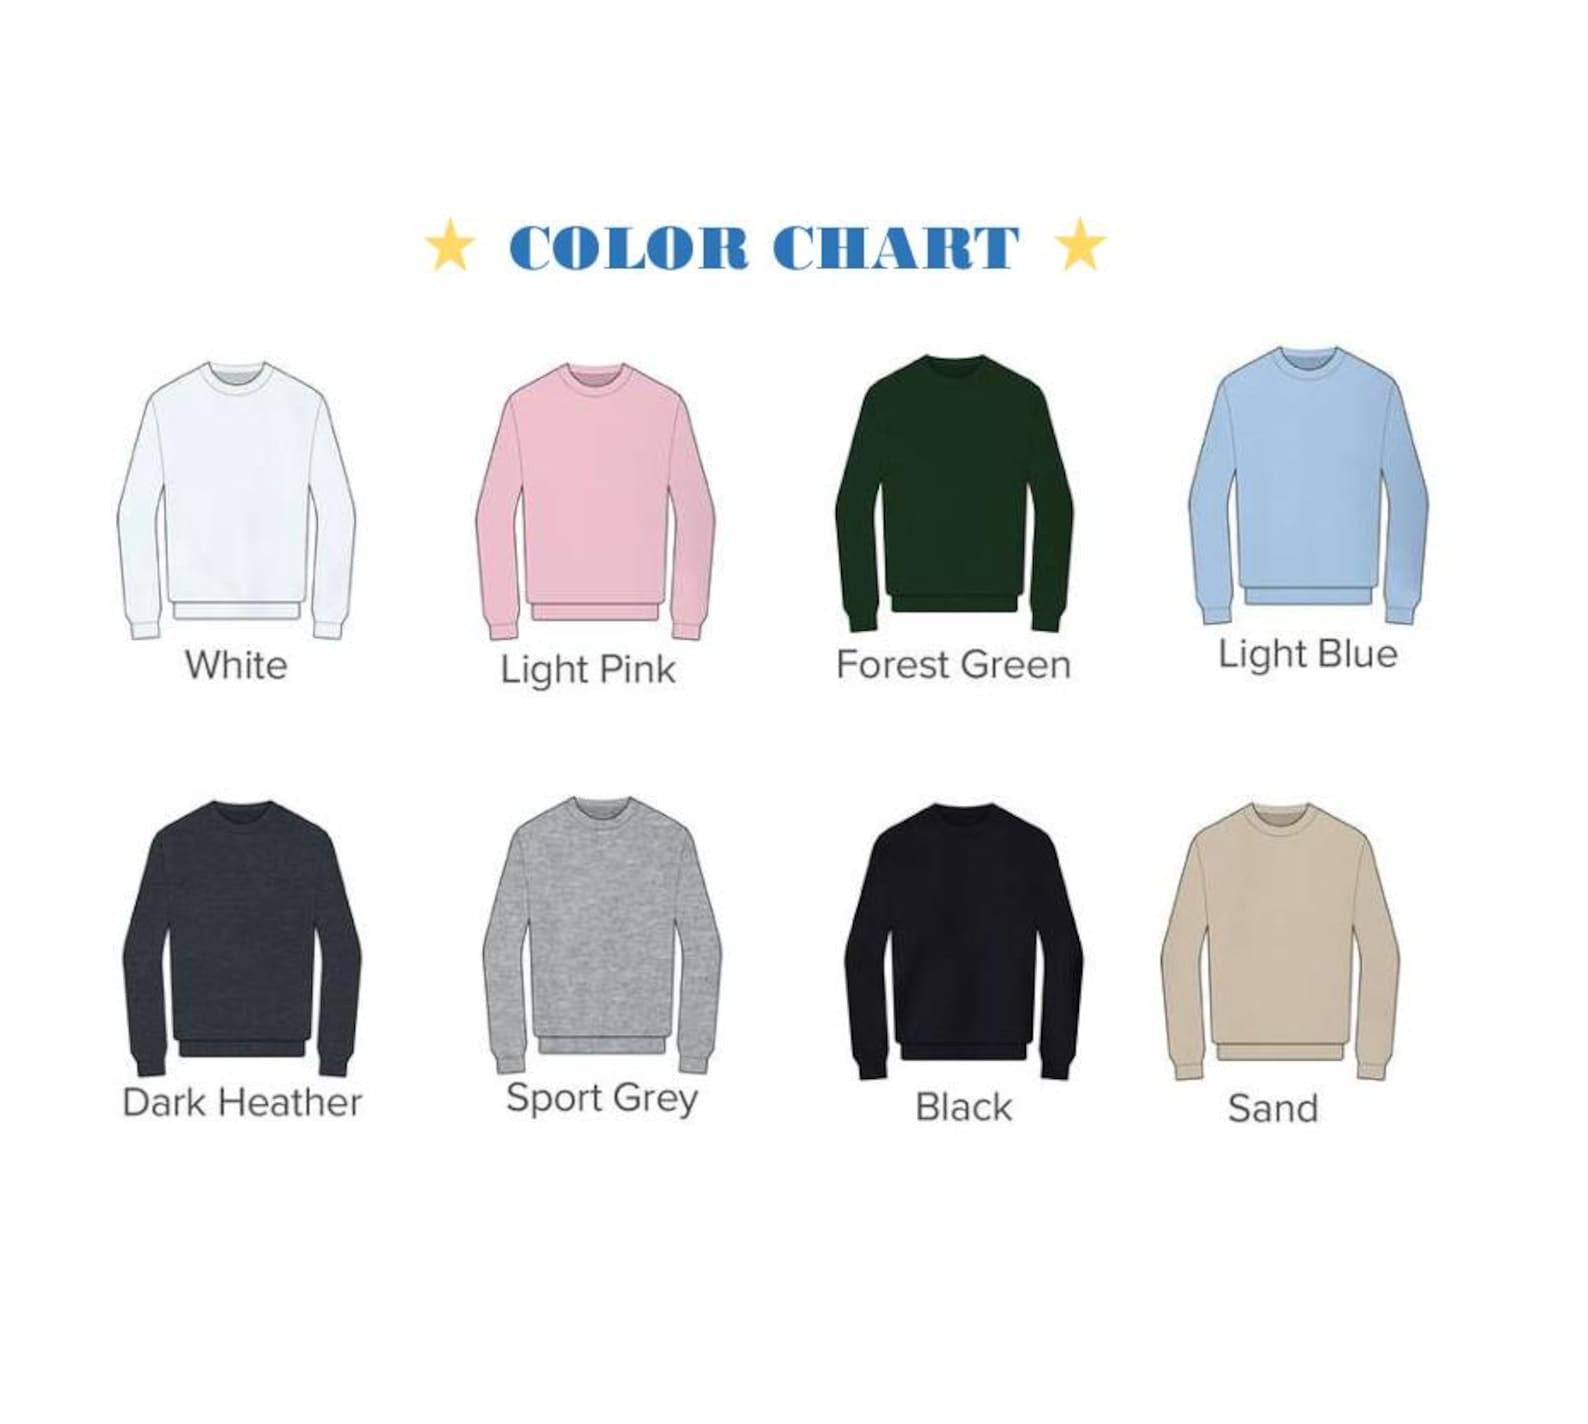 COLOR CHART
White
Light Pink
Forest Green
Light Blue
Dark Heather
Sport Grey
Black
Sand